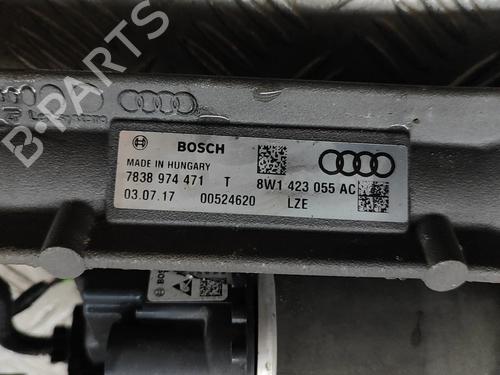 B-PARTS
BOSCH
MADE IN HUNGARY
7838 974 471 T 8W1 423 055 AC
03.07.17 00524620 LZE